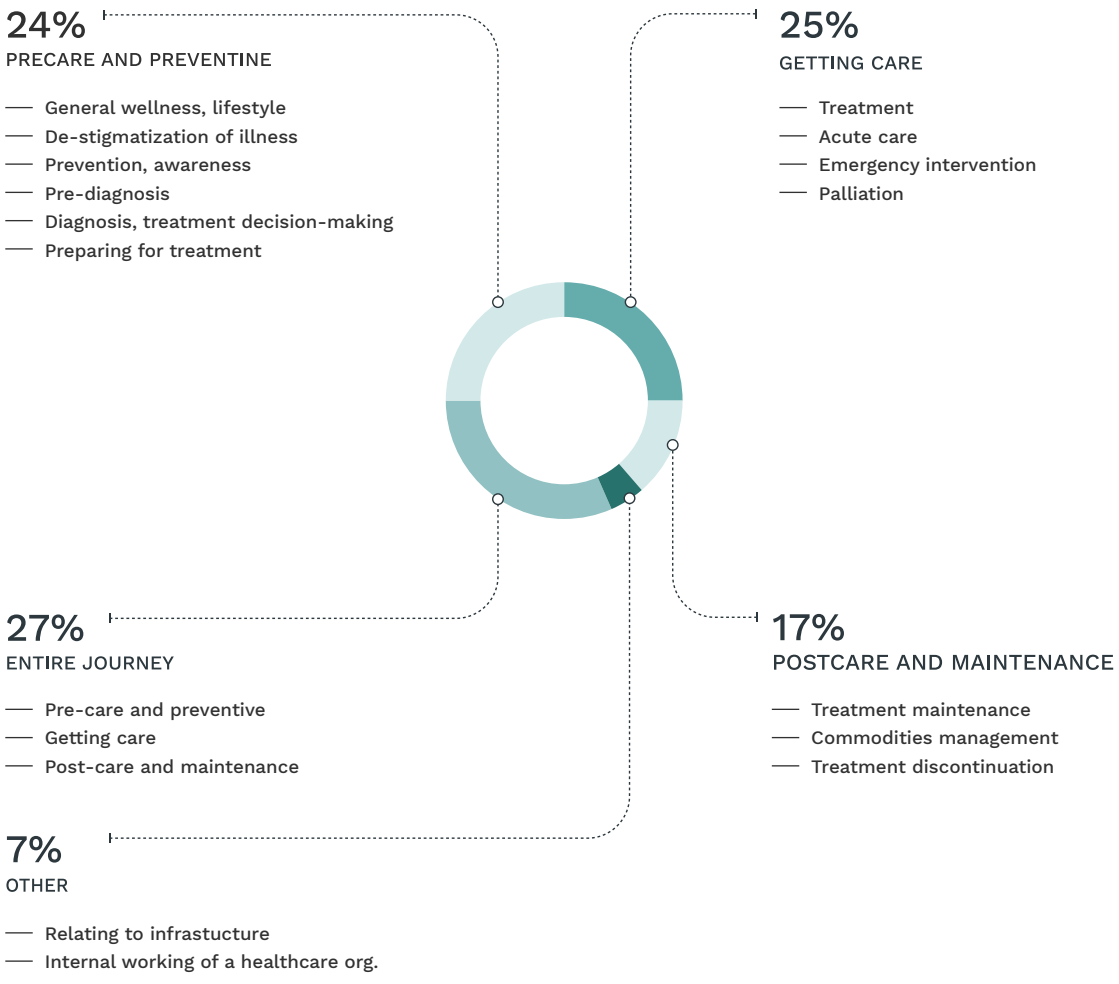 24%
PRECARE AND PREVENTINE
General wellness, lifestyle
De-stigmatization of illness
Prevention, awareness
Pre-diagnosis
Diagnosis, treatment decision-making
Preparing for treatment
25%
GETTING CARE
Treatment
Acute care
Emergency intervention
Palliation
27%
ENTIRE JOURNEY
Pre-care and preventive
Getting care
Post-care and maintenance
17%
POSTCARE AND MAINTENANCE
Treatment maintenance
Commodities management
Treatment discontinuation
7%
OTHER
Relating to infrastucture
Internal working of a healthcare org.